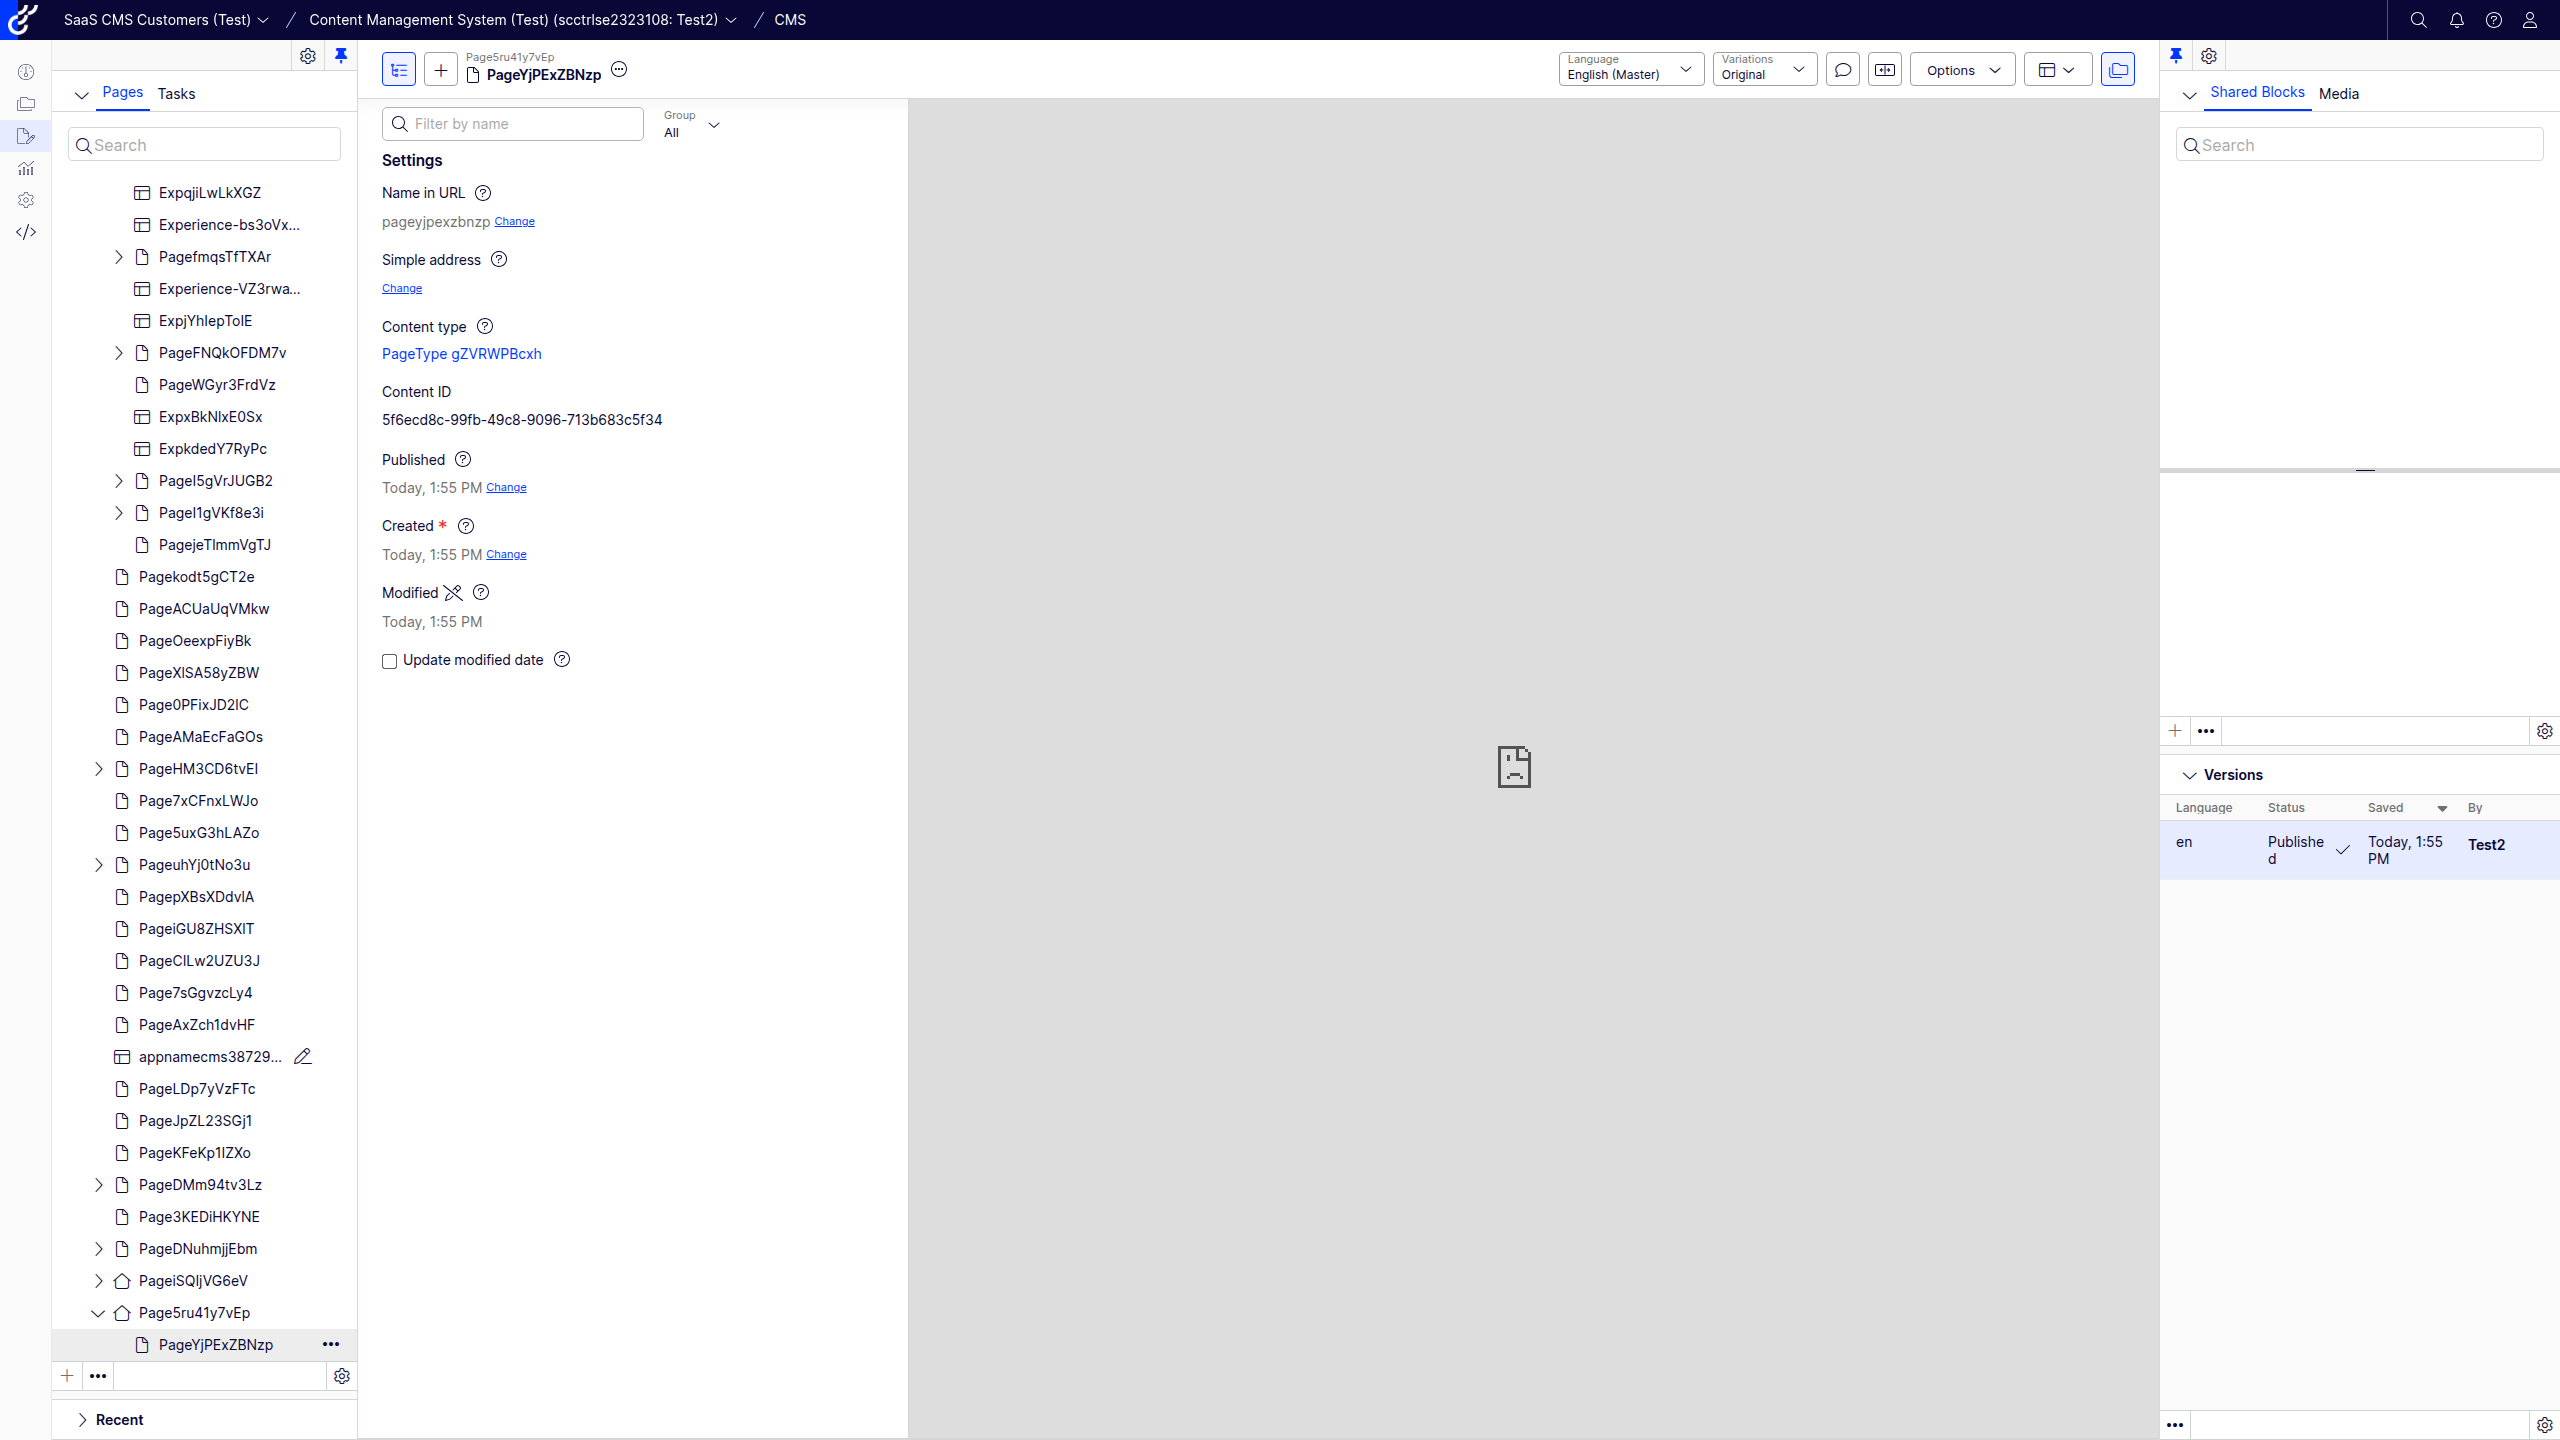 SaaS CMS Customers (Test) / Content Management System (Test) (scctrlse2323108: Test2) / CMS
Pages Tasks
Search
ExpqjiLwLkXGZ
Experience-bs3oVx...
PagefmqsTfTXAr
Experience-VZ3rwa...
ExpjYhlepTolE
PageFNQkOFDM7v
PageWGyr3FrdVz
ExpxBkNlxE0Sx
ExpkdedY7RyPc
PageI5gVrJUGB2
PageI1gVKf8e3i
PagejeTlmmVgTJ
Pagekodt5gCT2e
PageACUaUqVMkw
PageOeexpFiyBk
PageXlSA58yZBW
Page0PFixJD2lC
PageAMaEcFaGOs
PageHM3CD6tvEI
Page7xCFnxLWJo
Page5uxG3hLAZo
PageuhYj0tNo3u
PagepXBsXDdvlA
PageiGU8ZHSXlT
PageClLw2UZU3J
Page7sGgvzcLy4
PageAxZch1dvHF
appnamecms38729...
PageLDp7yVzFTc
PageJpZL23SGj1
PageKFeKp1lZXo
PageDMm94tv3Lz
Page3KEDiHKYNE
PageDNuhmjjEbm
PageiSQljVG6eV
Page5ru41y7vEp
PageYjPExZBNzp
Recent
Page5ru41y7vEp
PageYjPExZBNzp
Language
English (Master)
Variations
Original
Options
Filter by name
Group
All
Settings
Name in URL
pageyjpexzbnzp Change
Simple address
Change
Content type
PageType gZVRWPBcxh
Content ID
5f6ecd8c-99fb-49c8-9096-713b683c5f34
Published
Today, 1:55 PM Change
Created *
Today, 1:55 PM Change
Modified
Today, 1:55 PM
Update modified date
Shared Blocks Media
Search
Versions
Language Status Saved By
en Publishe Today, 1:55 Test2
d PM